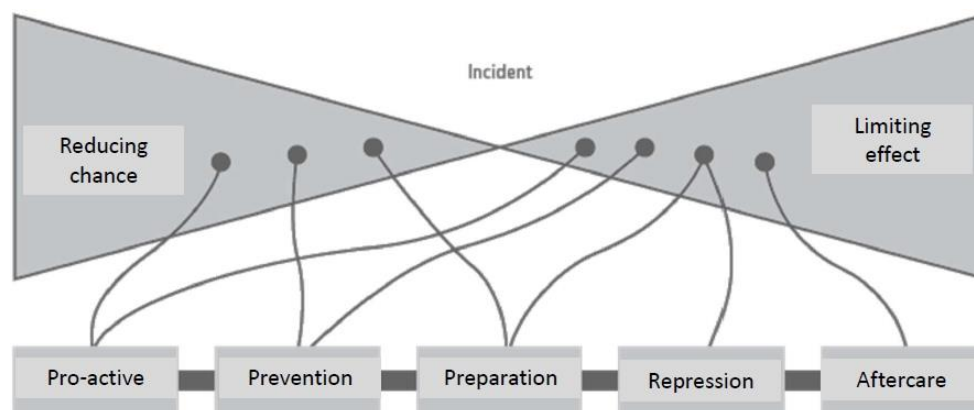 Incident
Reducing
chance
Limiting
effect
Pro-active
Prevention
Preparation
Repression
Aftercare